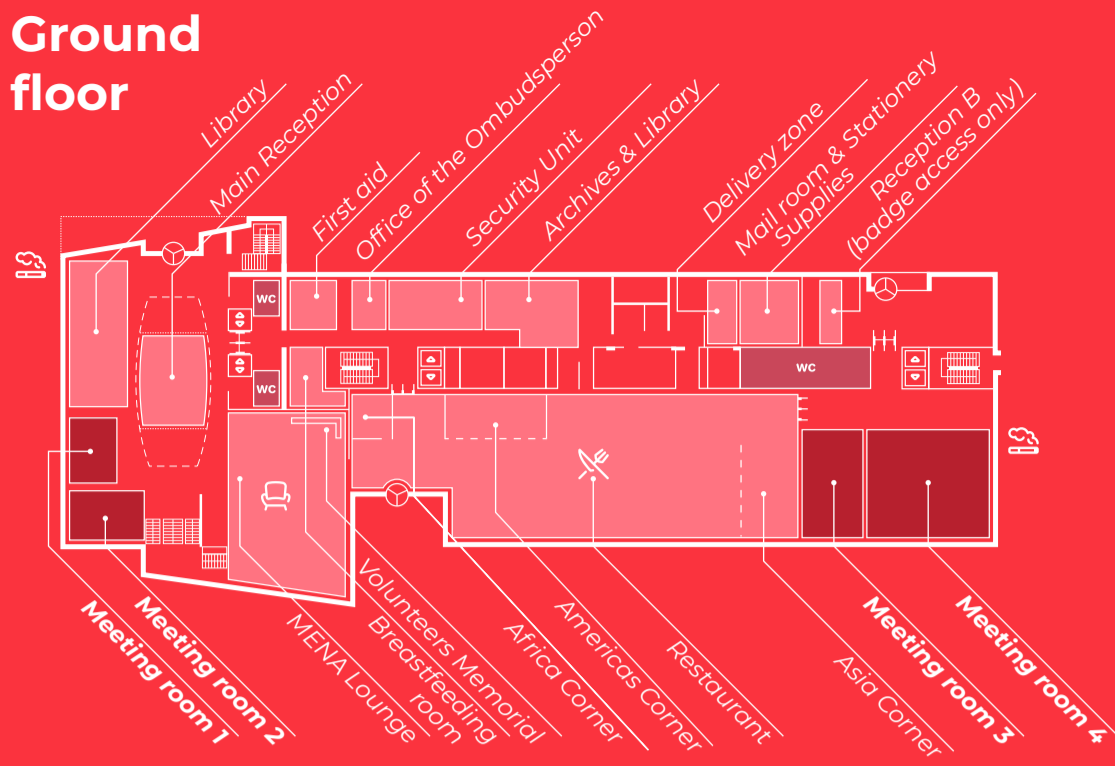 Ground
floor
Library
Main Reception
First aid
Office of the Ombudsperson
Security Unit
Archives & Library
Delivery zone
Mail room & Stationery
Supplies
Reception B
(badge access only)
WC
WC
WC
Meeting room 1
Meeting room 2
MENA Lounge
Breastfeeding
room
Volunteers Memorial
Africa Corner
Americas Corner
Restaurant
Asia Corner
Meeting room 3
Meeting room 4